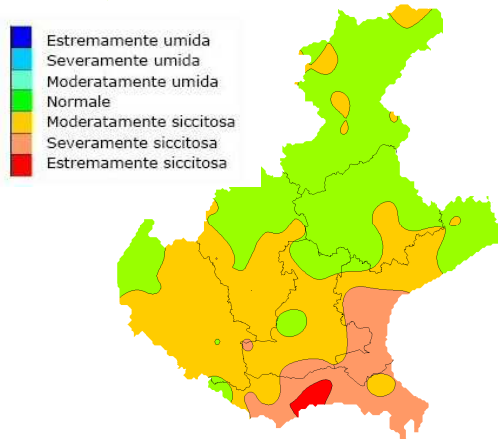 Estremamente umida
Severamente umida
Moderatamente umida
Normale
Moderatamente siccitosa
Severamente siccitosa
Estremamente siccitosa